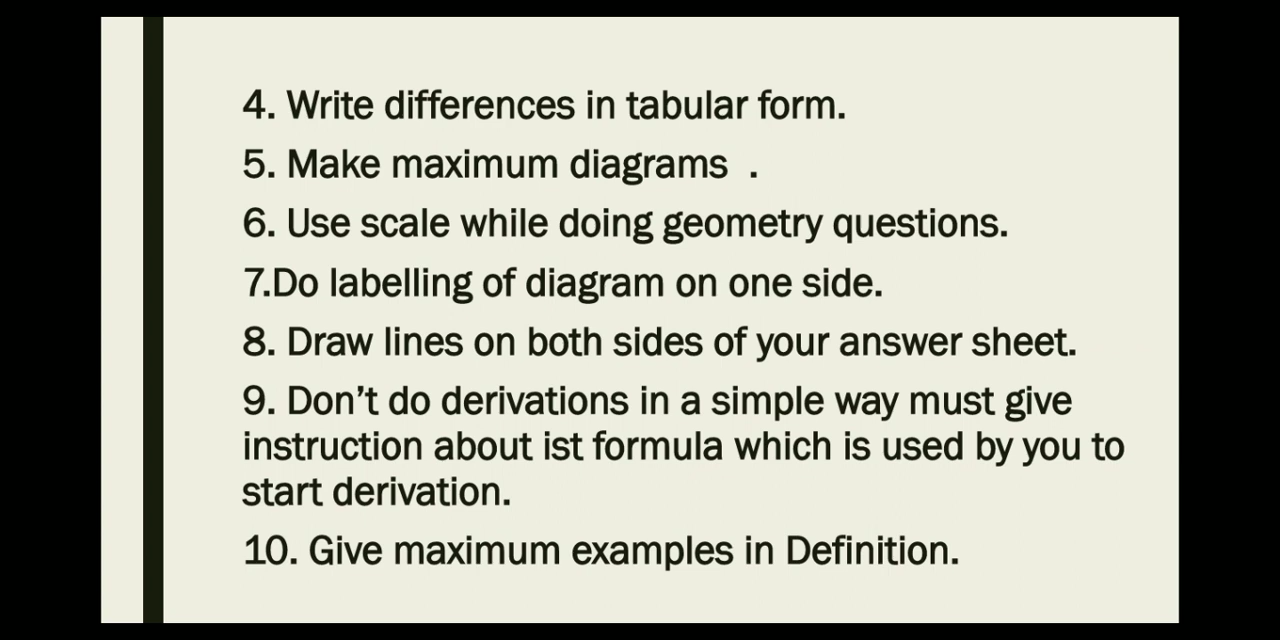 4. Write differences in tabular form.
5. Make maximum diagrams  .
6. Use scale while doing geometry questions.
7.Do labelling of diagram on one side.
8. Draw lines on both sides of your answer sheet.
9. Don’t do derivations in a simple way must give
instruction about ist formula which is used by you to
start derivation.
10. Give maximum examples in Definition.